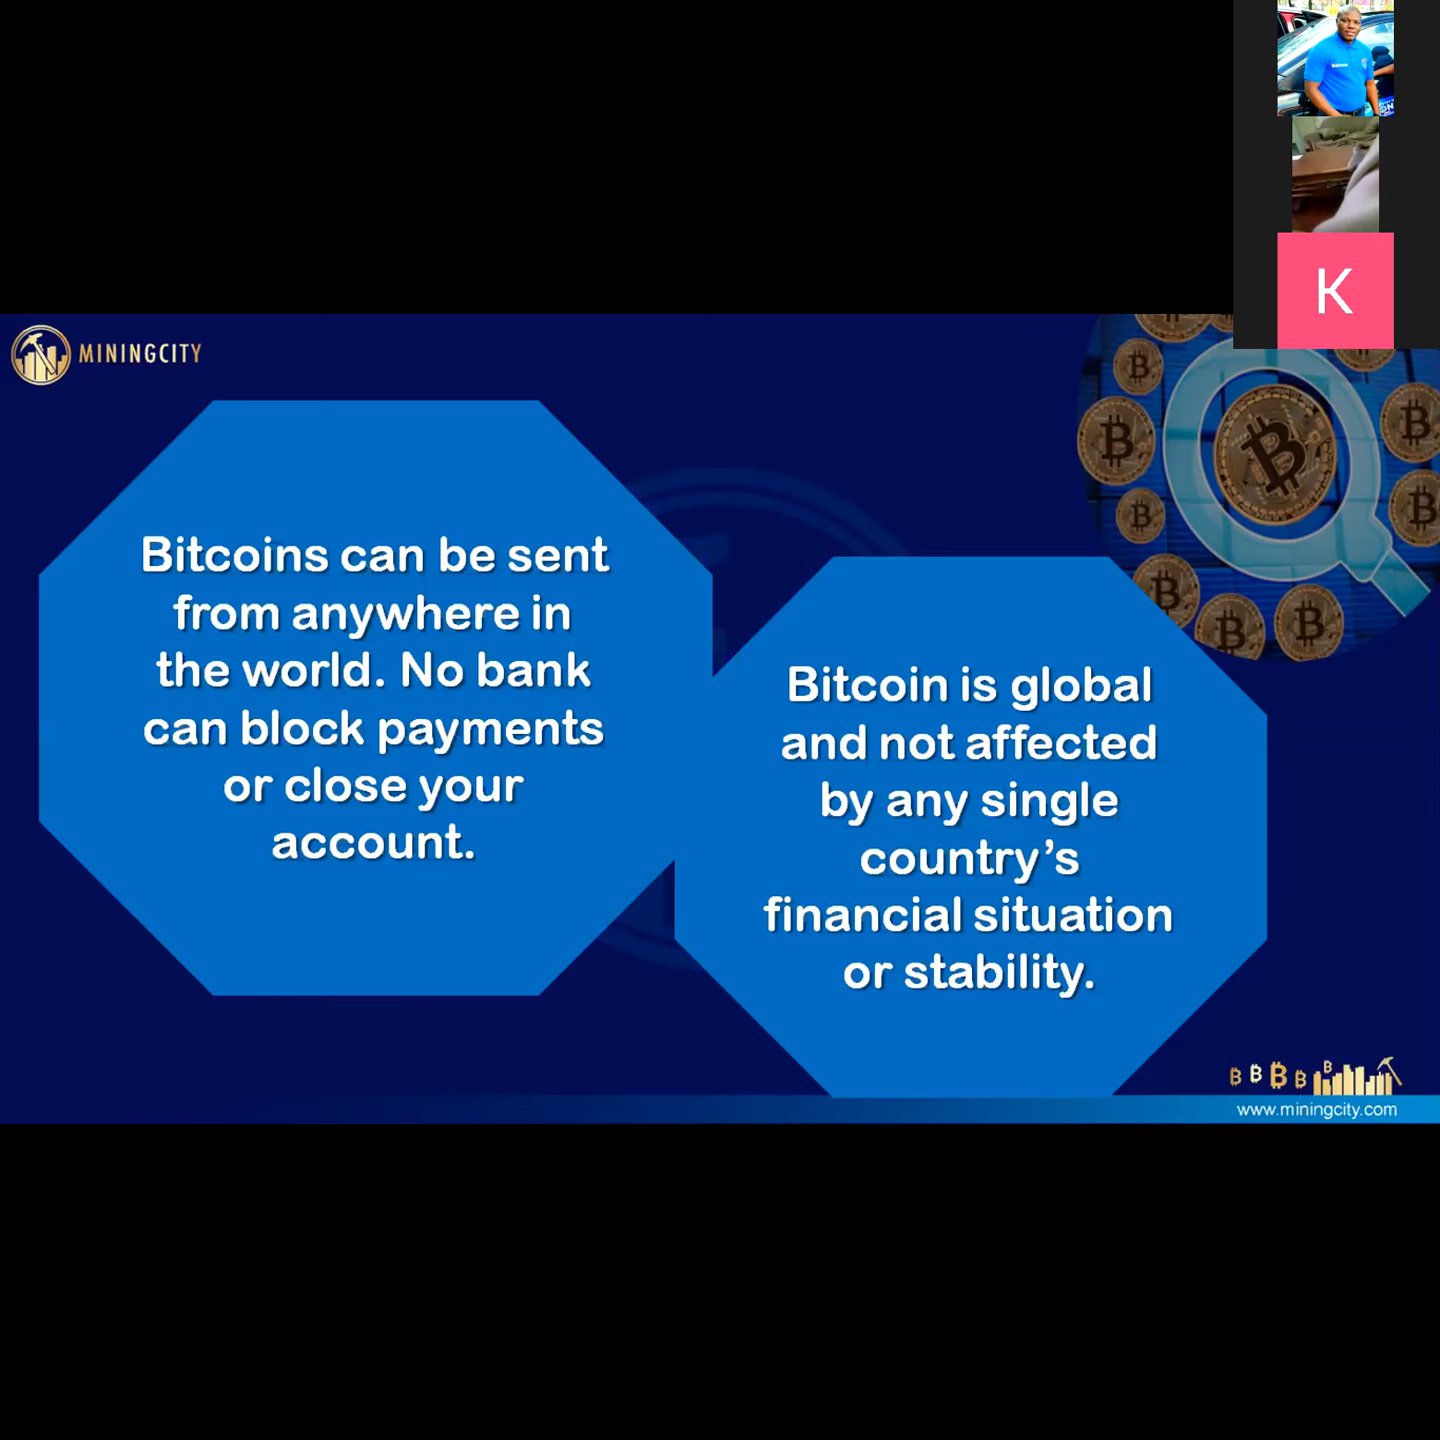 K
MININGCITY
Bitcoins can be sent
from anywhere in
the world. No bank
can block payments
or close your
account.
Bitcoin is global
and not affected
by any single
country’s
financial situation
or stability.
www.miningcity.com